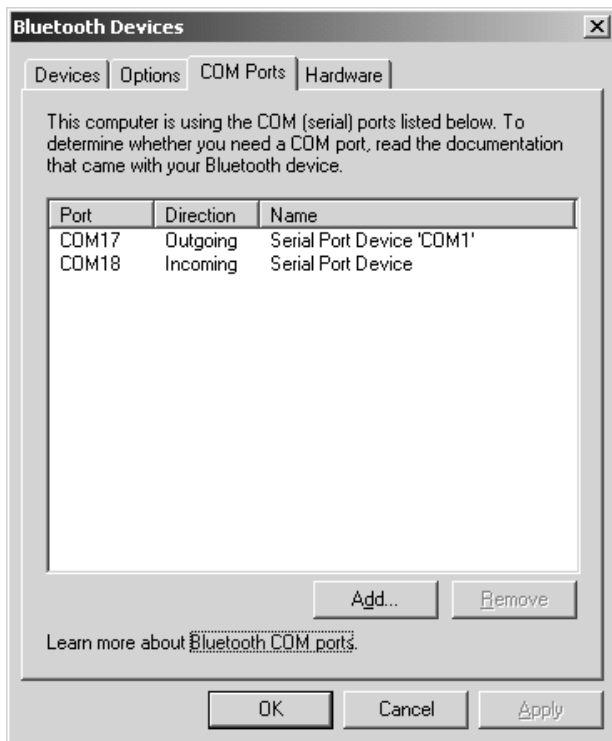 Bluetooth Devices
Devices Options COM Ports Hardware
This computer is using the COM (serial) ports listed below. To
determine whether you need a COM port, read the documentation
that came with your Bluetooth device.
Port Direction Name
COM17 Outgoing Serial Port Device 'COM1'
COM18 Incoming Serial Port Device
Add... Remove
Learn more about Bluetooth COM ports.
OK Cancel Apply